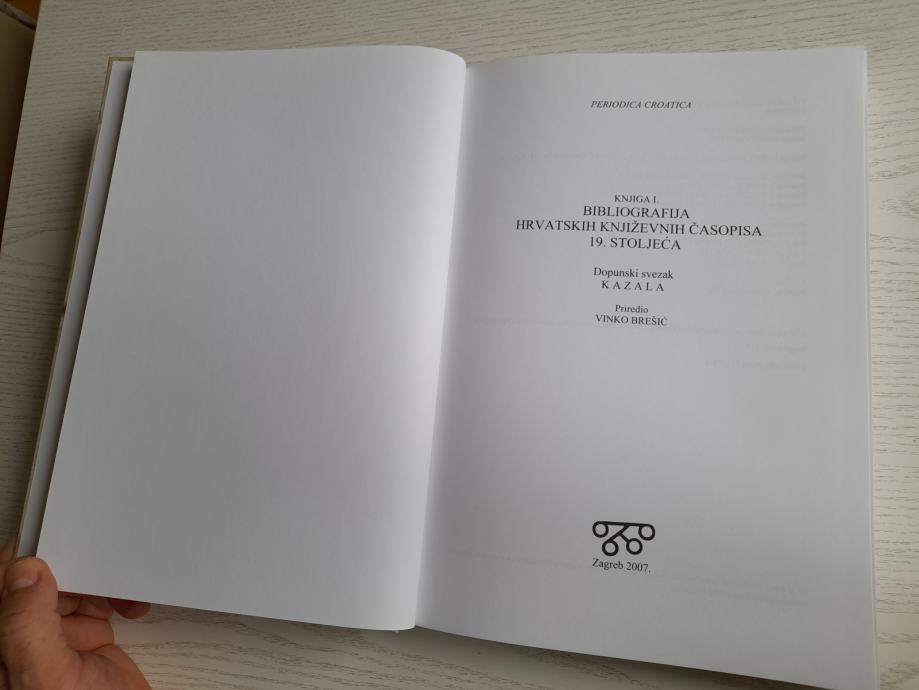 PERIODICA CROATICA
KNJIGA I.
BIBLIOGRAFIJA
HRVATSKIH KNJIŽEVNIH ČASOPISA
19. STOLJEĆA
Dopunski svezak
KAZALA
Priredio
VINKO BREŠIĆ
Zagreb 2007.